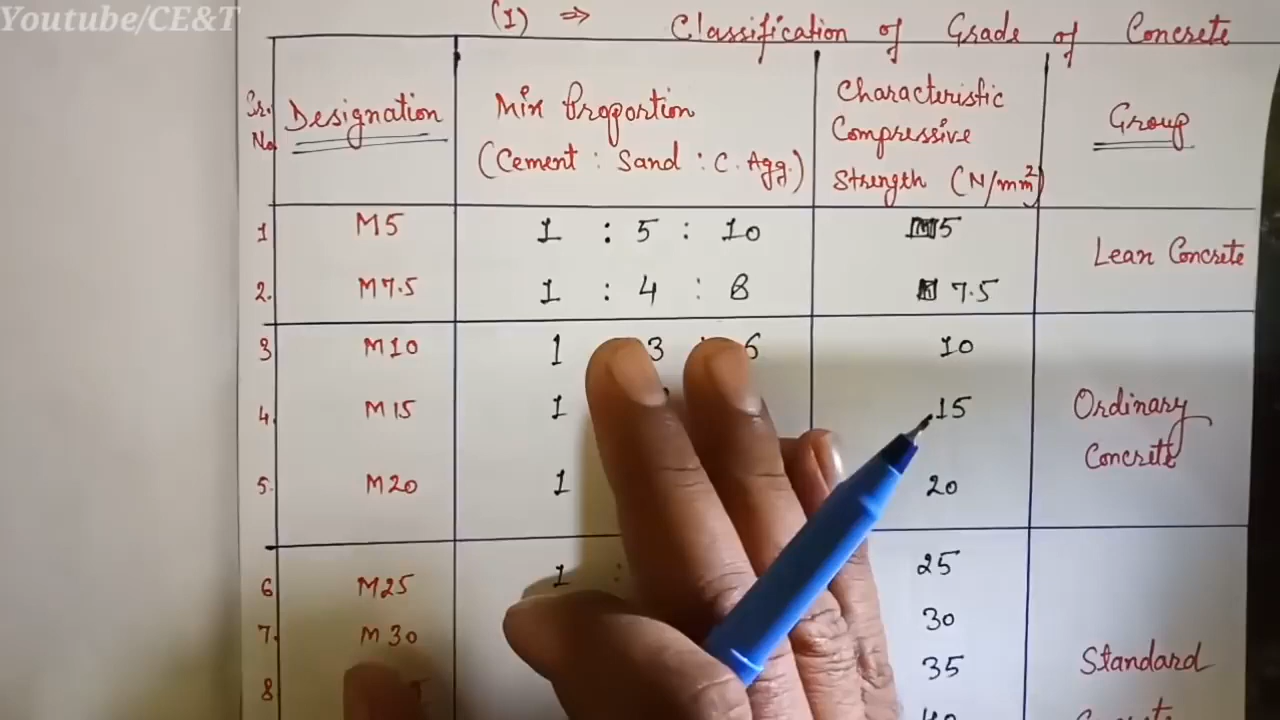 Youtube/CE&T
(1) ⇒ Classification of Grade of Concrete
Sr. No. Designation Mix Proportion (Cement : Sand : C. Agg.) Characteristic Compressive Strength (N/mm²) Group
1 M5 1 : 5 : 10 5 Lean Concrete
2. M7.5 1 : 4 : 8 7.5
3 M10 1 3 : 6 10
4. M15 1 15 Ordinary Concrete
5. M20 1 20
6 M25 1 : 25
7. M30 30
8 35 Standard